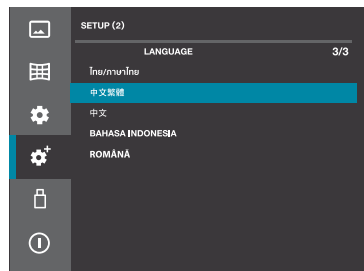 SETUP (2)
LANGUAGE 3/3
ไทย/ภาษาไทย
中文繁體
中文
BAHASA INDONESIA
ROMÂNĂ